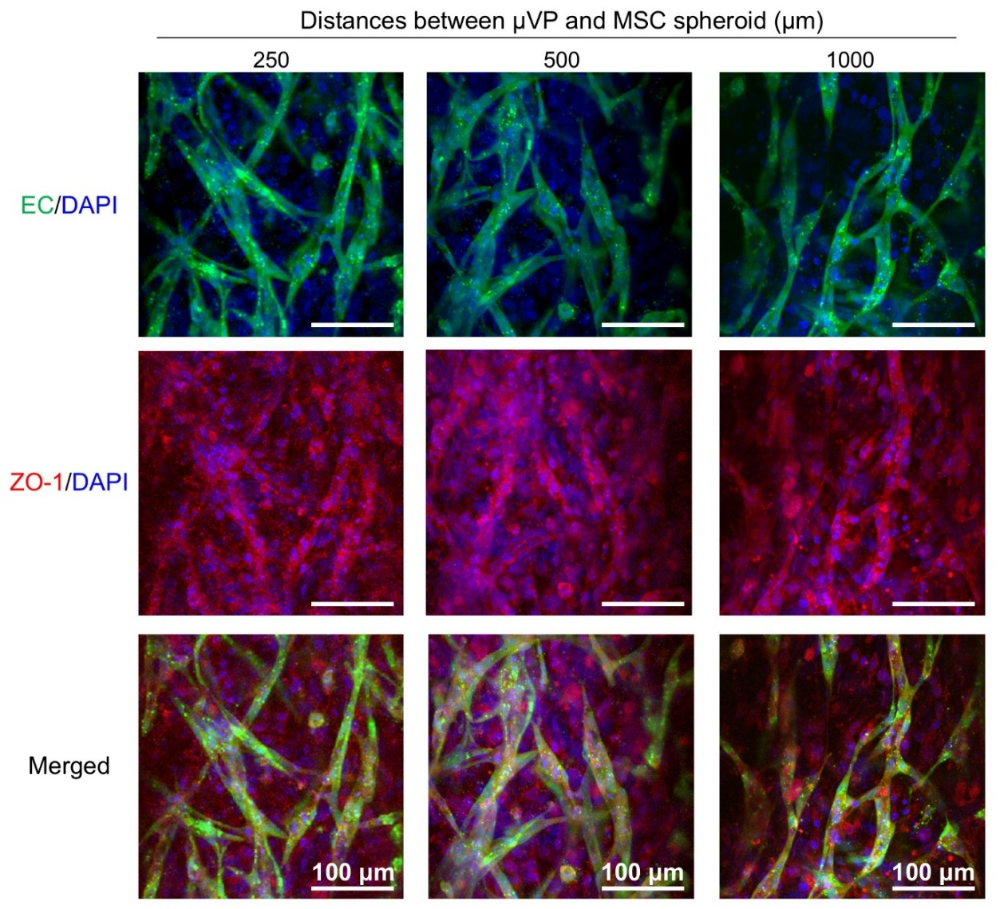 Distances between µVP and MSC spheroid (µm)
250 500 1000
EC/DAPI
ZO-1/DAPI
Merged
100 µm 100 µm 100 µm